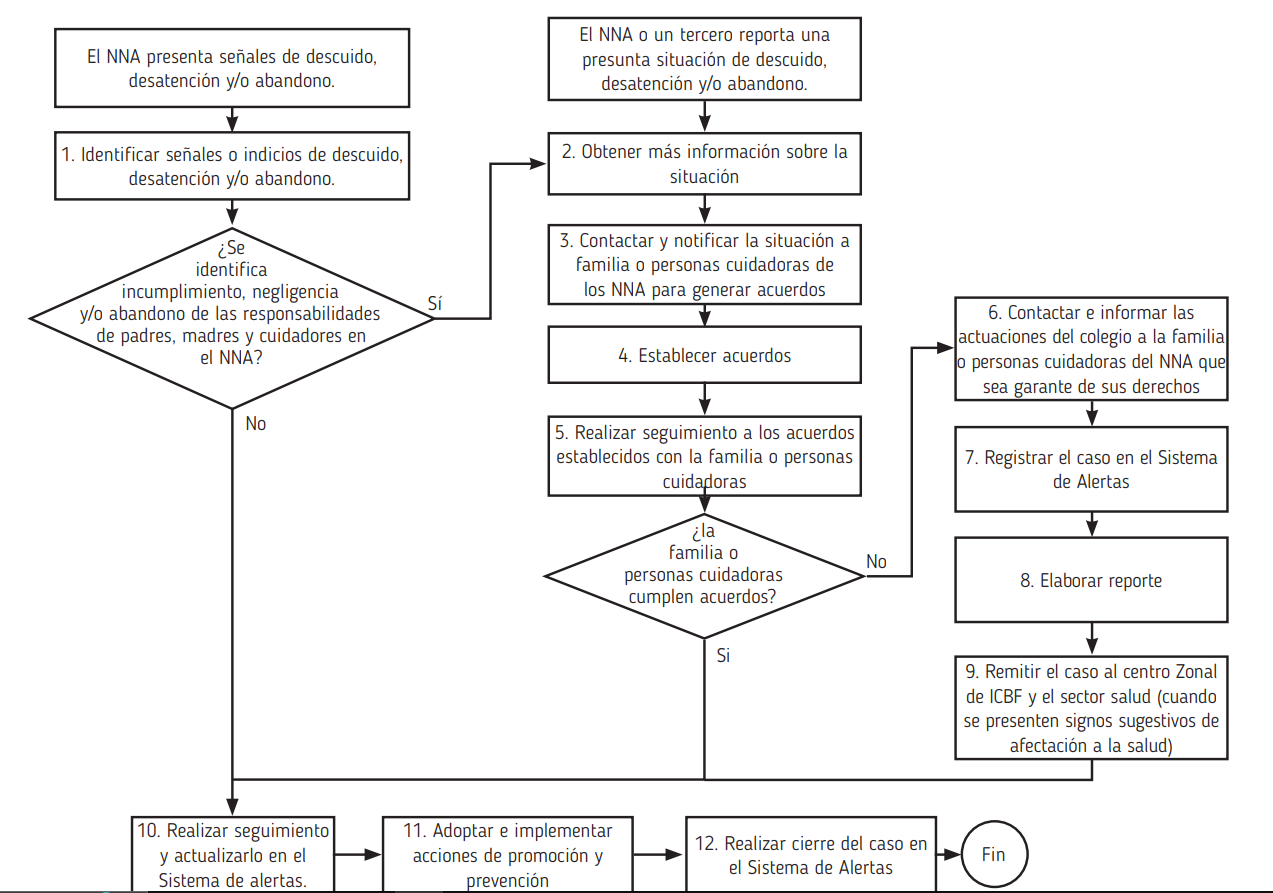 El NNA presenta señales de descuido,
desatención y/o abandono.
1. Identificar señales o indicios de descuido,
desatención y/o abandono.
¿Se
identifica
incumplimiento, negligencia
y/o abandono de las responsabilidades
de padres, madres y cuidadores en
el NNA?
Sí
No
El NNA o un tercero reporta una
presunta situación de descuido,
desatención y/o abandono.
2. Obtener más información sobre la
situación
3. Contactar y notificar la situación a
familia o personas cuidadoras de
los NNA para generar acuerdos
4. Establecer acuerdos
5. Realizar seguimiento a los acuerdos
establecidos con la familia o personas
cuidadoras
¿la
familia o
personas cuidadoras
cumplen acuerdos?
No
Si
6. Contactar e informar las
actuaciones del colegio a la familia
o personas cuidadoras del NNA que
sea garante de sus derechos
7. Registrar el caso en el Sistema
de Alertas
8. Elaborar reporte
9. Remitir el caso al centro Zonal
de ICBF y el sector salud (cuando
se presenten signos sugestivos de
afectación a la salud)
10. Realizar seguimiento
y actualizarlo en el
Sistema de alertas.
11. Adoptar e implementar
acciones de promoción y
prevención
12. Realizar cierre del caso en
el Sistema de Alertas
Fin